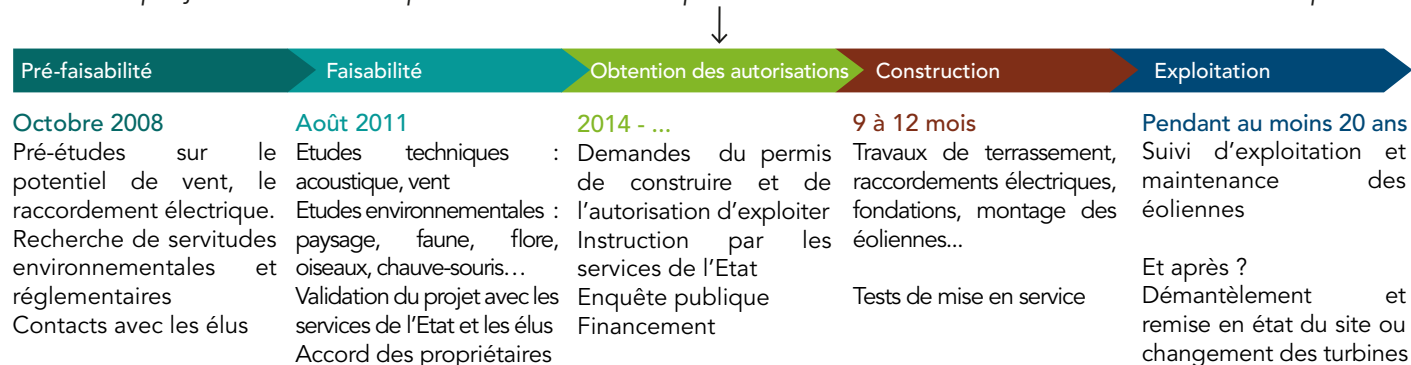 Pré-faisabilité
Faisabilité
Obtention des autorisations
Construction
Exploitation
Octobre 2008
Pré-études sur le
potentiel de vent, le
raccordement électrique.
Recherche de servitudes
environnementales et
réglementaires
Contacts avec les élus
Août 2011
Etudes techniques :
acoustique, vent
Etudes environnementales :
paysage, faune, flore,
oiseaux, chauve-souris…
Validation du projet avec les
services de l'Etat et les élus
Accord des propriétaires
2014 - ...
Demandes du permis
de construire et de
l'autorisation d'exploiter
Instruction par les
services de l'Etat
Enquête publique
Financement
9 à 12 mois
Travaux de terrassement,
raccordements électriques,
fondations, montage des
éoliennes...
Tests de mise en service
Pendant au moins 20 ans
Suivi d'exploitation et
maintenance des
éoliennes
Et après ?
Démantèlement et
remise en état du site ou
changement des turbines